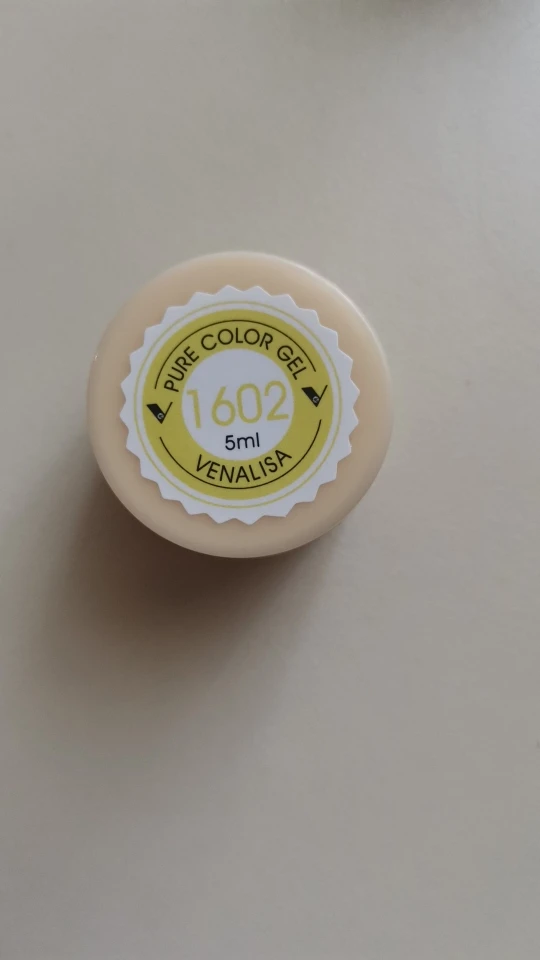 PURE COLOR GEL
1602
5ml
VENALISA